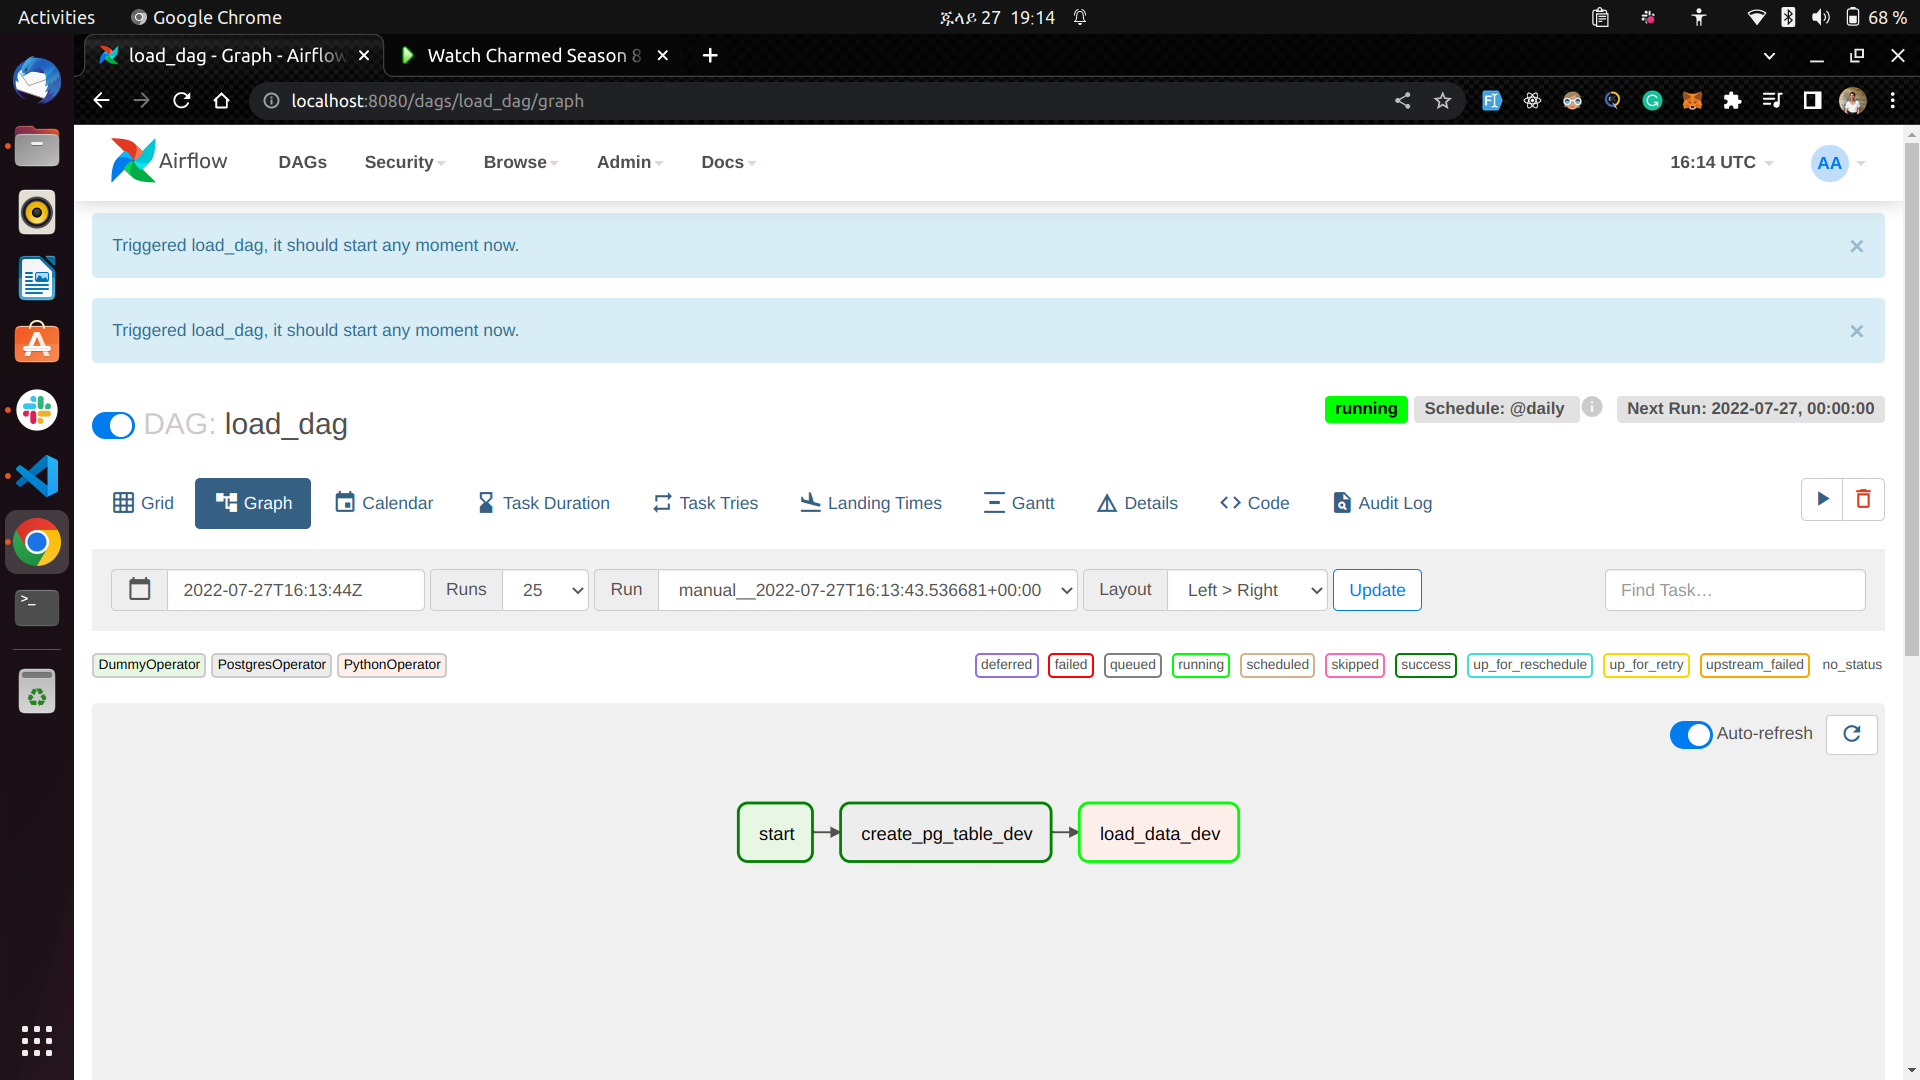 Activities
Google Chrome
ጁላይ 27 19:14
68 %
load_dag - Graph - Airflow
Watch Charmed Season 8
localhost:8080/dags/load_dag/graph
Airflow
DAGs
Security
Browse
Admin
Docs
16:14 UTC
AA
Triggered load_dag, it should start any moment now.
×
Triggered load_dag, it should start any moment now.
×
DAG: load_dag
running
Schedule: @daily
Next Run: 2022-07-27, 00:00:00
Grid
Graph
Calendar
Task Duration
Task Tries
Landing Times
Gantt
Details
Code
Audit Log
2022-07-27T16:13:44Z
Runs
25
Run
manual__2022-07-27T16:13:43.536681+00:00
Layout
Left > Right
Update
Find Task…
DummyOperator
PostgresOperator
PythonOperator
deferred
failed
queued
running
scheduled
skipped
success
up_for_reschedule
up_for_retry
upstream_failed
no_status
Auto-refresh
start
create_pg_table_dev
load_data_dev